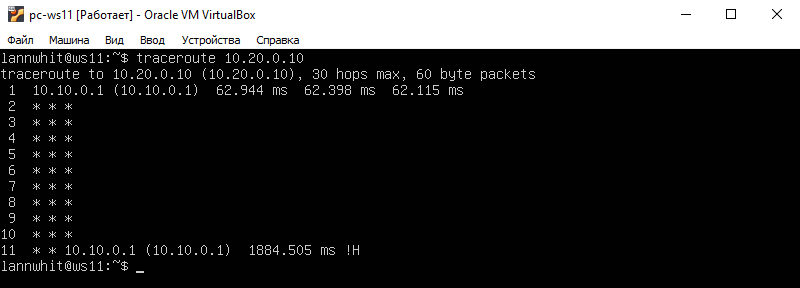 pc-ws11 [Работает] - Oracle VM VirtualBox
Файл Машина Вид Ввод Устройства Справка
lannwhit@ws11:~$ traceroute 10.20.0.10
traceroute to 10.20.0.10 (10.20.0.10), 30 hops max, 60 byte packets
 1  10.10.0.1 (10.10.0.1)  62.944 ms  62.398 ms  62.115 ms
 2  * * *
 3  * * *
 4  * * *
 5  * * *
 6  * * *
 7  * * *
 8  * * *
 9  * * *
10  * * *
11  * * 10.10.0.1 (10.10.0.1)  1884.505 ms !H
lannwhit@ws11:~$ _